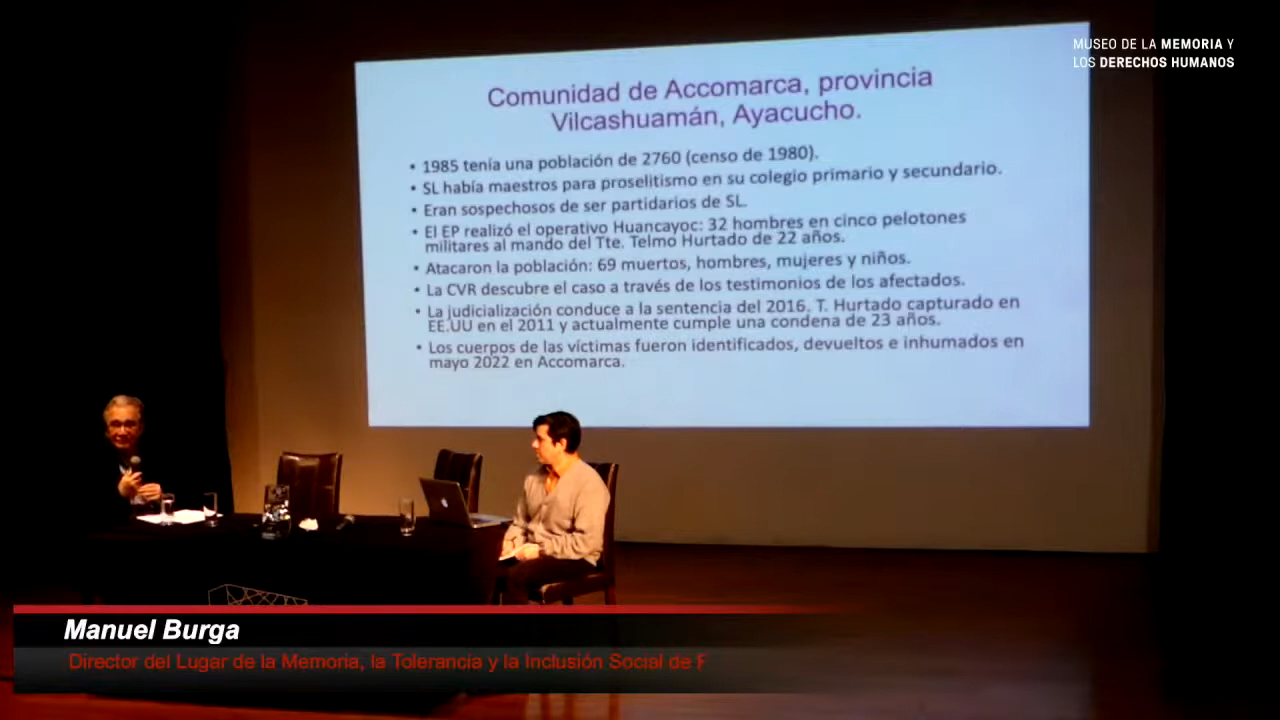 MUSEO DE LA MEMORIA Y
LOS DERECHOS HUMANOS
Comunidad de Accomarca, provincia
Vilcashuamán, Ayacucho.
• 1985 tenía una población de 2760 (censo de 1980).
• SL había maestros para proselitismo en su colegio primario y secundario.
• Eran sospechosos de ser partidarios de SL.
• El EP realizó el operativo Huancayoc: 32 hombres en cinco pelotones
militares al mando del Tte. Telmo Hurtado de 22 años.
• Atacaron la población: 69 muertos, hombres, mujeres y niños.
• La CVR descubre el caso a través de los testimonios de los afectados.
• La judicialización conduce a la sentencia del 2016. T. Hurtado capturado en
EE.UU en el 2011 y actualmente cumple una condena de 23 años.
• Los cuerpos de las víctimas fueron identificados, devueltos e inhumados en
mayo 2022 en Accomarca.
Manuel Burga
Director del Lugar de la Memoria, la Tolerancia y la Inclusión Social de